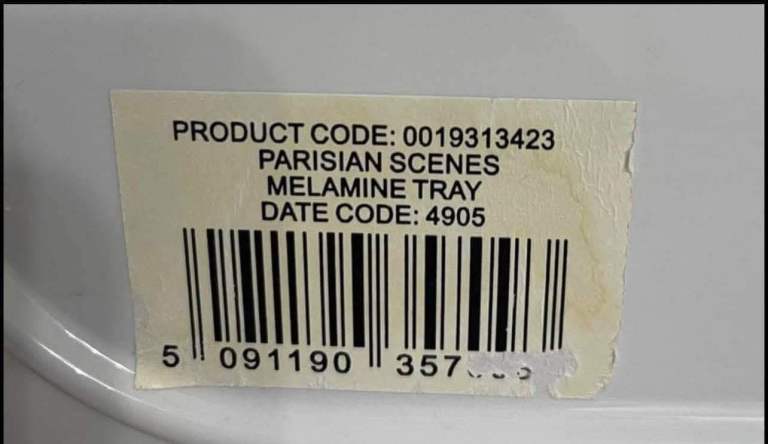 PRODUCT CODE: 0019313423
PARISIAN SCENES
MELAMINE TRAY
DATE CODE: 4905
5 091190 357